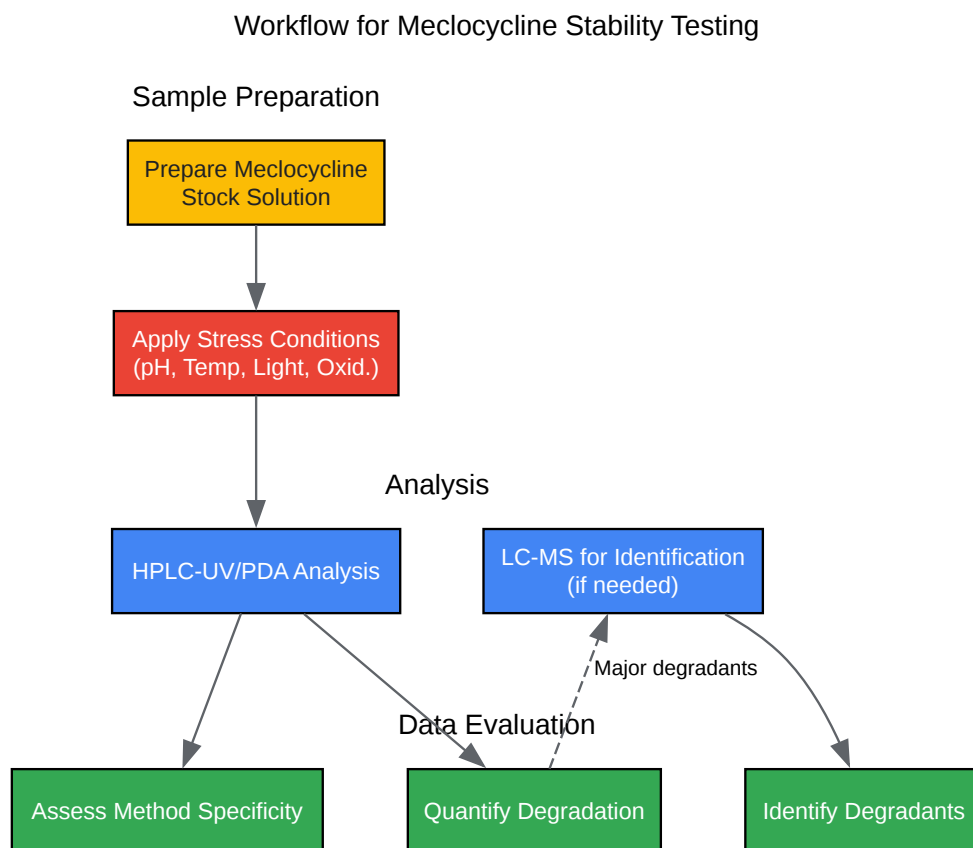 Workflow for Meclocycline Stability Testing
Sample Preparation
Prepare Meclocycline
Stock Solution
Apply Stress Conditions
(pH, Temp, Light, Oxid.)
Analysis
HPLC-UV/PDA Analysis
LC-MS for Identification
(if needed)
Major degradants
Data Evaluation
Assess Method Specificity
Quantify Degradation
Identify Degradants